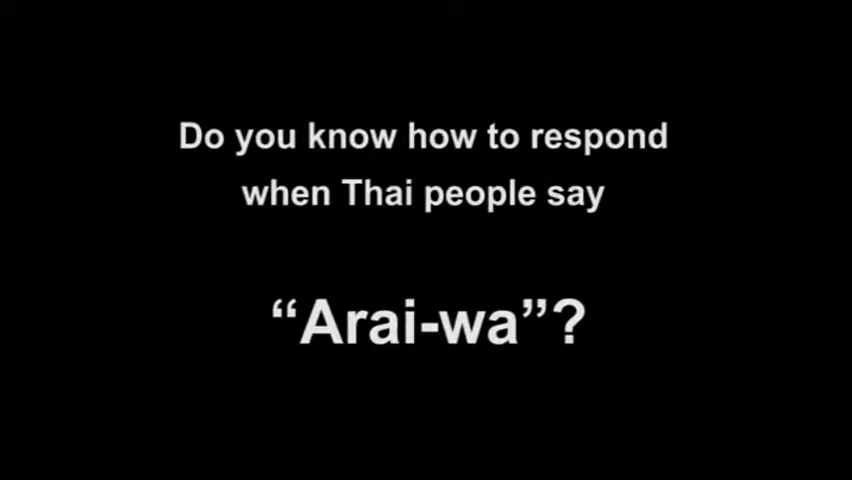 Do you know how to respond
when Thai people say
“Arai-wa”?